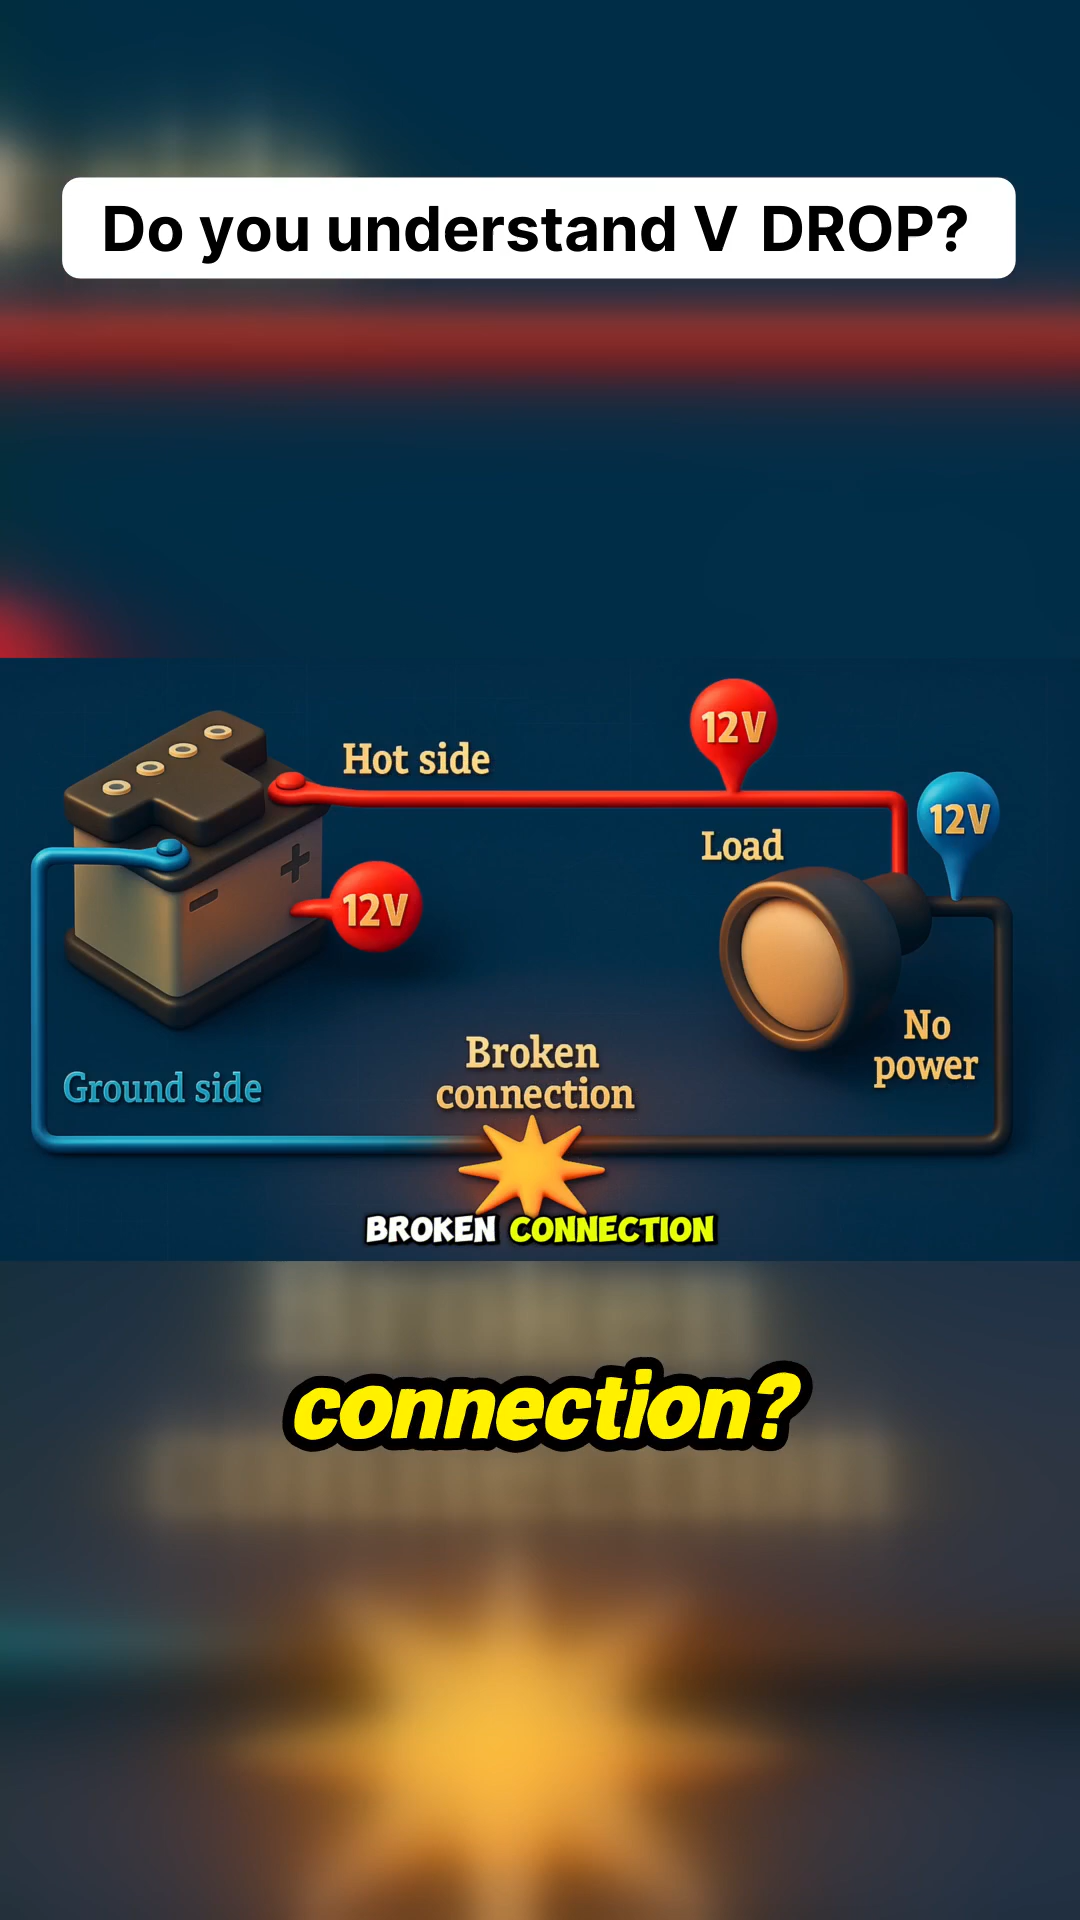 Do you understand V DROP?
12V
Hot side
12V
Load
12V
No
power
Broken
connection
Ground side
BROKEN CONNECTION
connection?